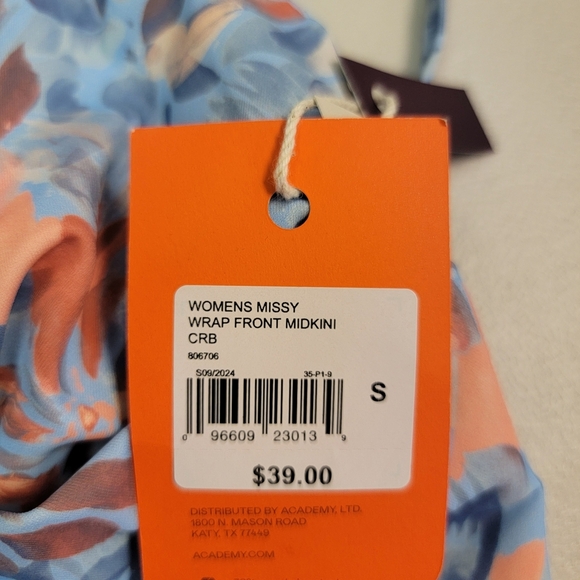 WOMENS MISSY
WRAP FRONT MIDKINI
CRB
806706
S09/2024 35-P1-9
S
0 96609 23013 9
$39.00
DISTRIBUTED BY ACADEMY, LTD.
1800 N. MASON ROAD
KATY, TX 77449
ACADEMY.COM